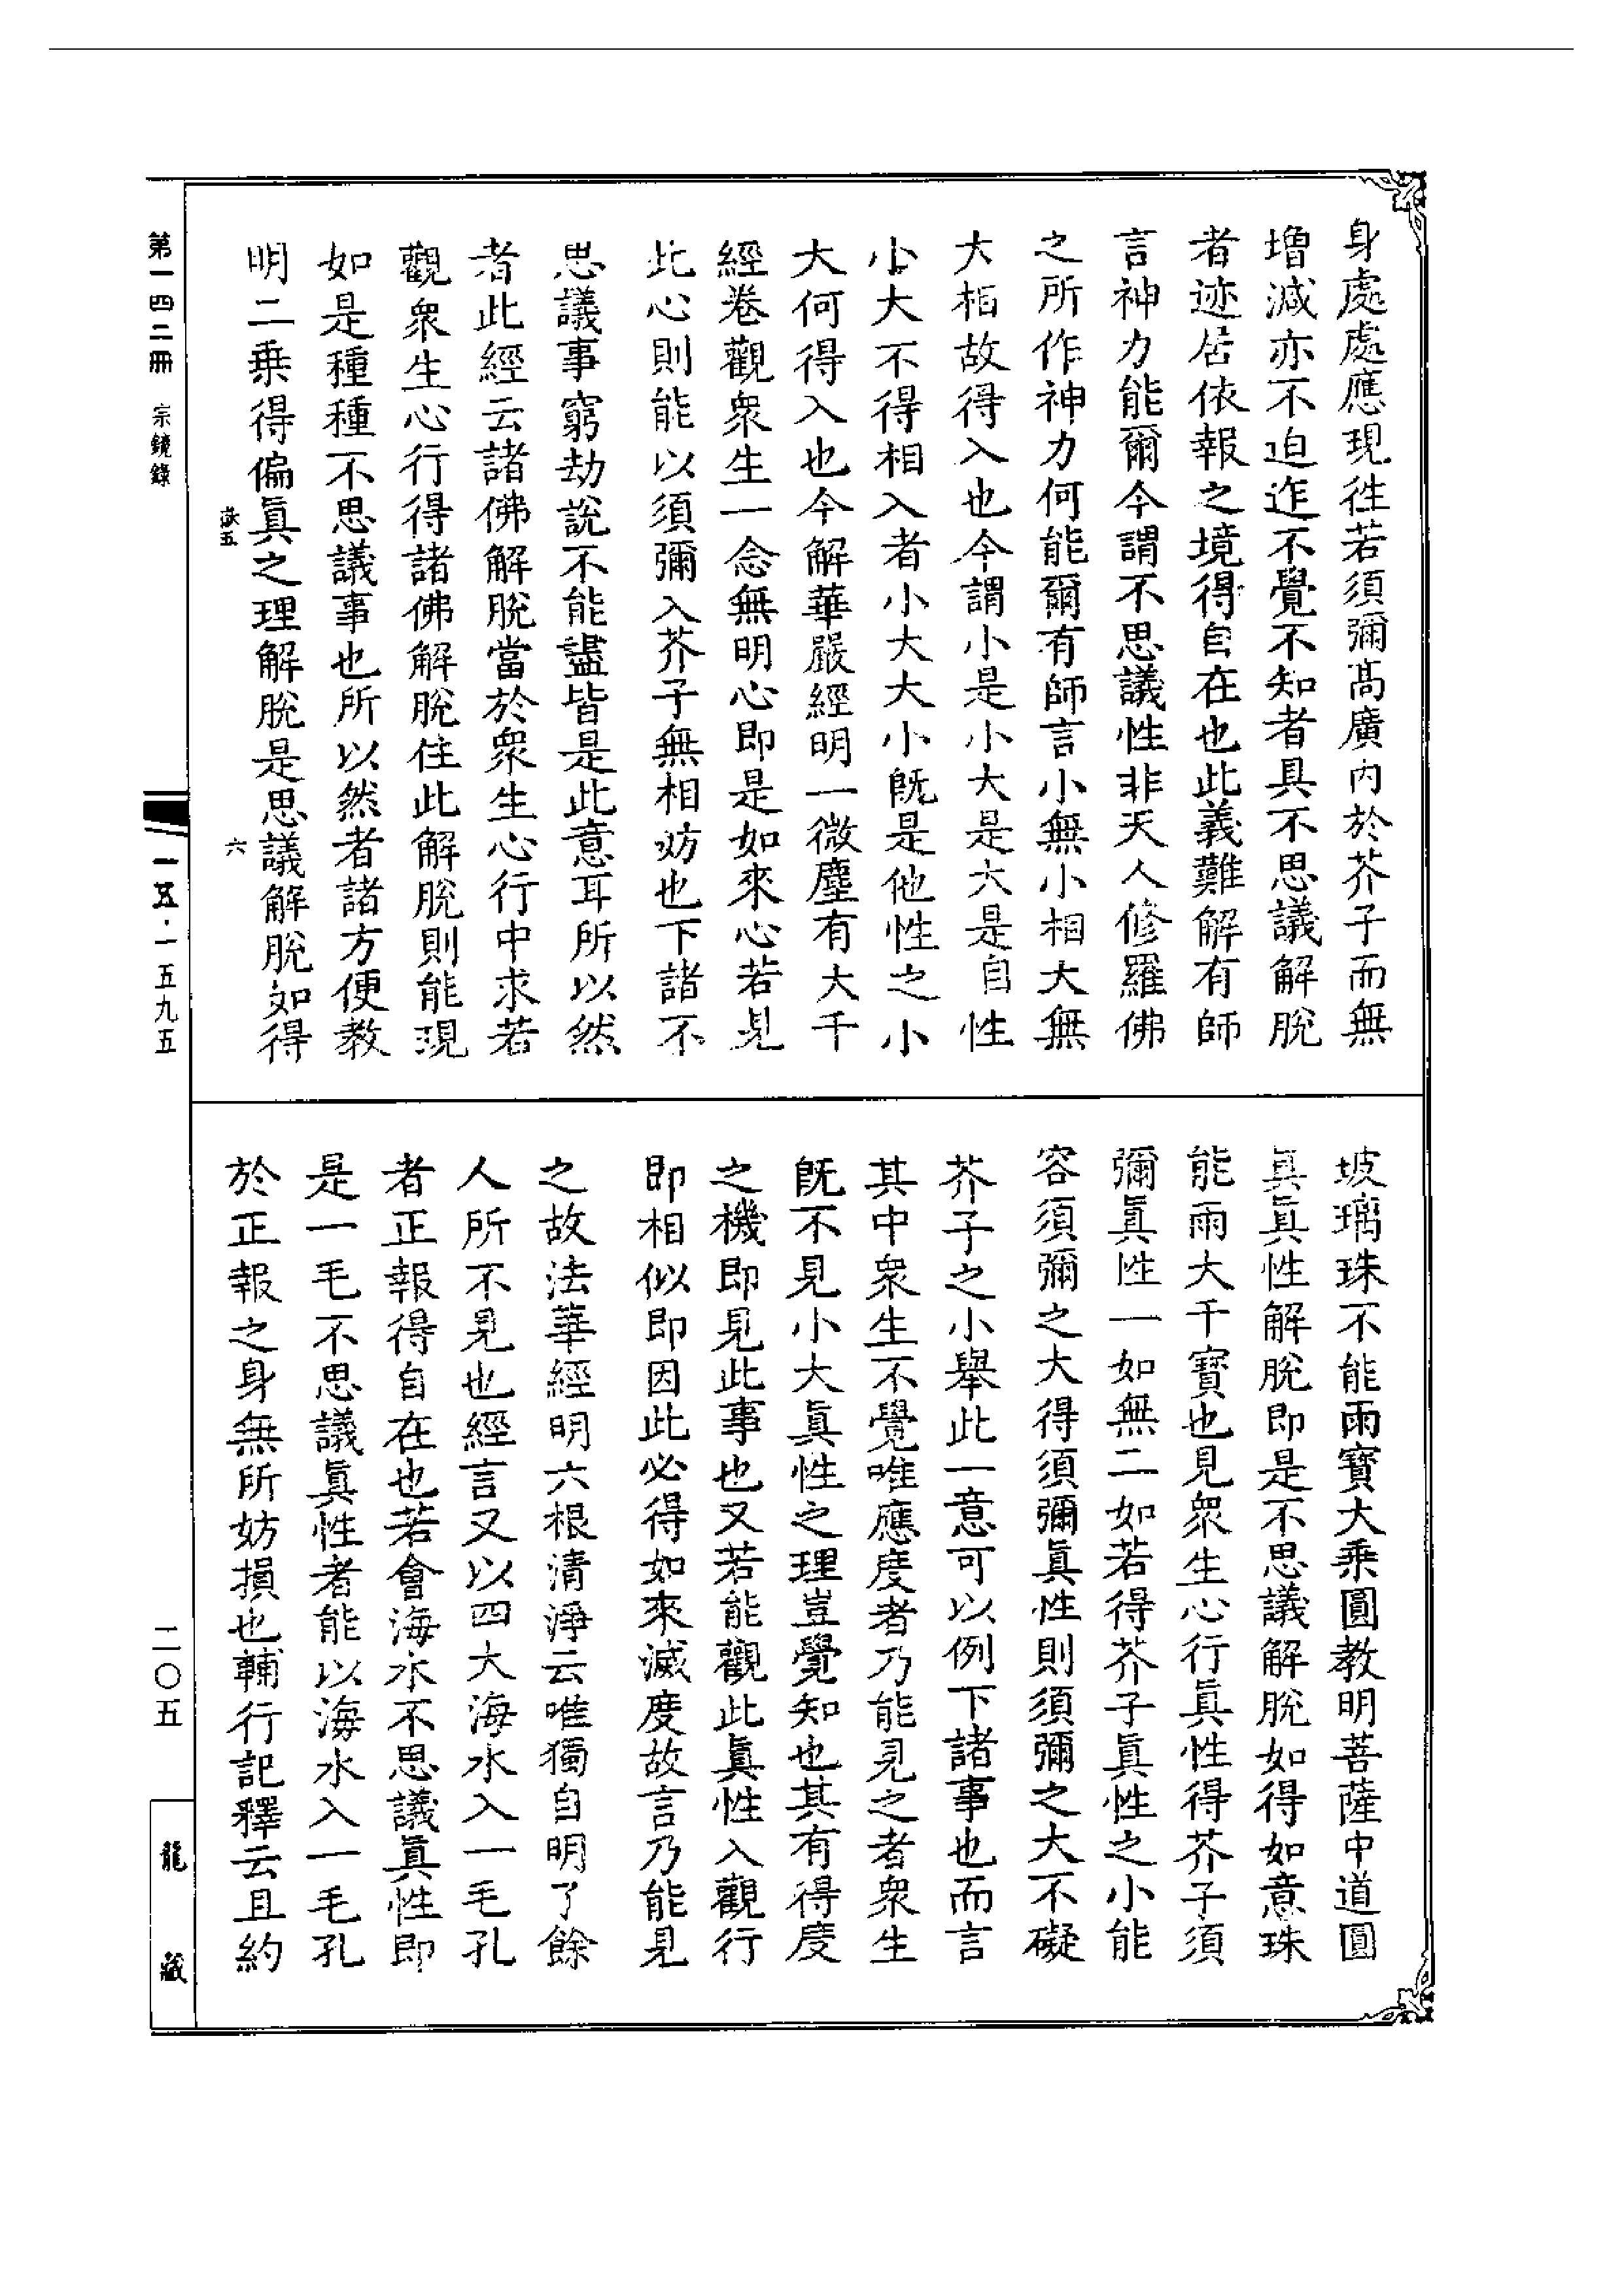 身處處應現徃若須彌髙廣內於芥子而無
增減亦不迫迮不覺不知者具不思議解脫
者迹居依報之境得自在也此義難解有師
言神力能爾今謂不思議性非天人修羅佛
之所作神力何能爾有師言小無小相大無
大相故得入也今謂小是小大是大是自性
小大不得相入者小大大小旣是他性之小
大何得入也今解華嚴經明一微塵有大千
經卷觀衆生一念無明心即是如來心若見
此心則能以須彌入芥子無相妨也下諸不
思議事窮劫說不能盡皆是此意耳所以然
者此經云諸佛解脫當於衆生心行中求若
觀衆生心行得諸佛解脫住此解脫則能現
如是種種不思議事也所以然者諸方便教
明二乗得偏眞之理解脫是思議解脫如得
坡瓈珠不能雨寳大乗圓教明菩薩中道圓
眞眞性解脫即是不思議解脫如得如意珠
能雨大千寳也見衆生心行眞性得芥子須
彌眞性一如無二如若得芥子眞性之小能
容須彌之大得須彌眞性則須彌之大不礙
芥子之小舉此一意可以例下諸事也而言
其中衆生不覺唯應度者乃能見之者衆生
旣不見小大眞性之理豈覺知也其有得度
之機即見此事也又若能觀此眞性入觀行
即相似即因此必得如來滅度故言乃能見
之故法華經明六根清淨云唯獨自明了餘
人所不見也經言又以四大海水入一毛孔
者正報得自在也若會海水不思議眞性即
是一毛不思議眞性者能以海水入一毛孔
於正報之身無所妨損也輔行記釋云且約
第一四二冊 宗鏡錄
六
一五·一五九五
二〇五
龍藏